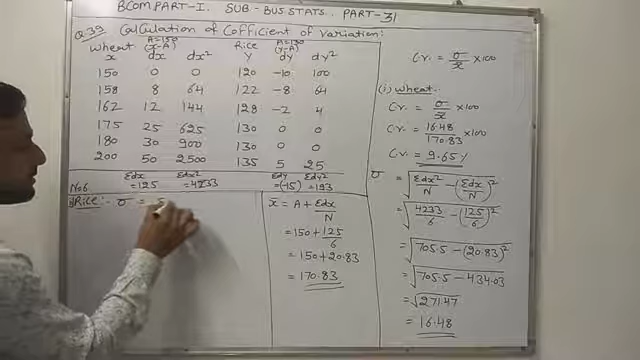 BCOM PART-I. SUB-BUS STATS. PART-31
Q.39 Calculation of Cofficient of variation:
Wheat x A=150 (x-A) dx dx² Rice Y A=130 (y-A) dy dy²
150 0 0 120 -10 100
158 8 64 122 -8 64
162 12 144 128 -2 4
175 25 625 130 0 0
180 30 900 130 0 0
200 50 2500 135 5 25
N=6 Σdx =125 Σdx² =4233 Σdy =(-15) Σdy² =193
Rice:- σ =
x̄ = A + Σdx/N
= 150 + 125/6
= 150 + 20.83
= 170.83
C.V. = σ/x̄ ×100
(i) Wheat.
C.V. = σ/x̄ ×100
C.V. = 16.48/170.83 ×100
C.V. = 9.65%
σ = √Σdx²/N - (Σdx/N)²
= √4233/6 - (125/6)²
= √705.5 - (20.83)²
= √705.5 - 434.03
= √271.47
= 16.48